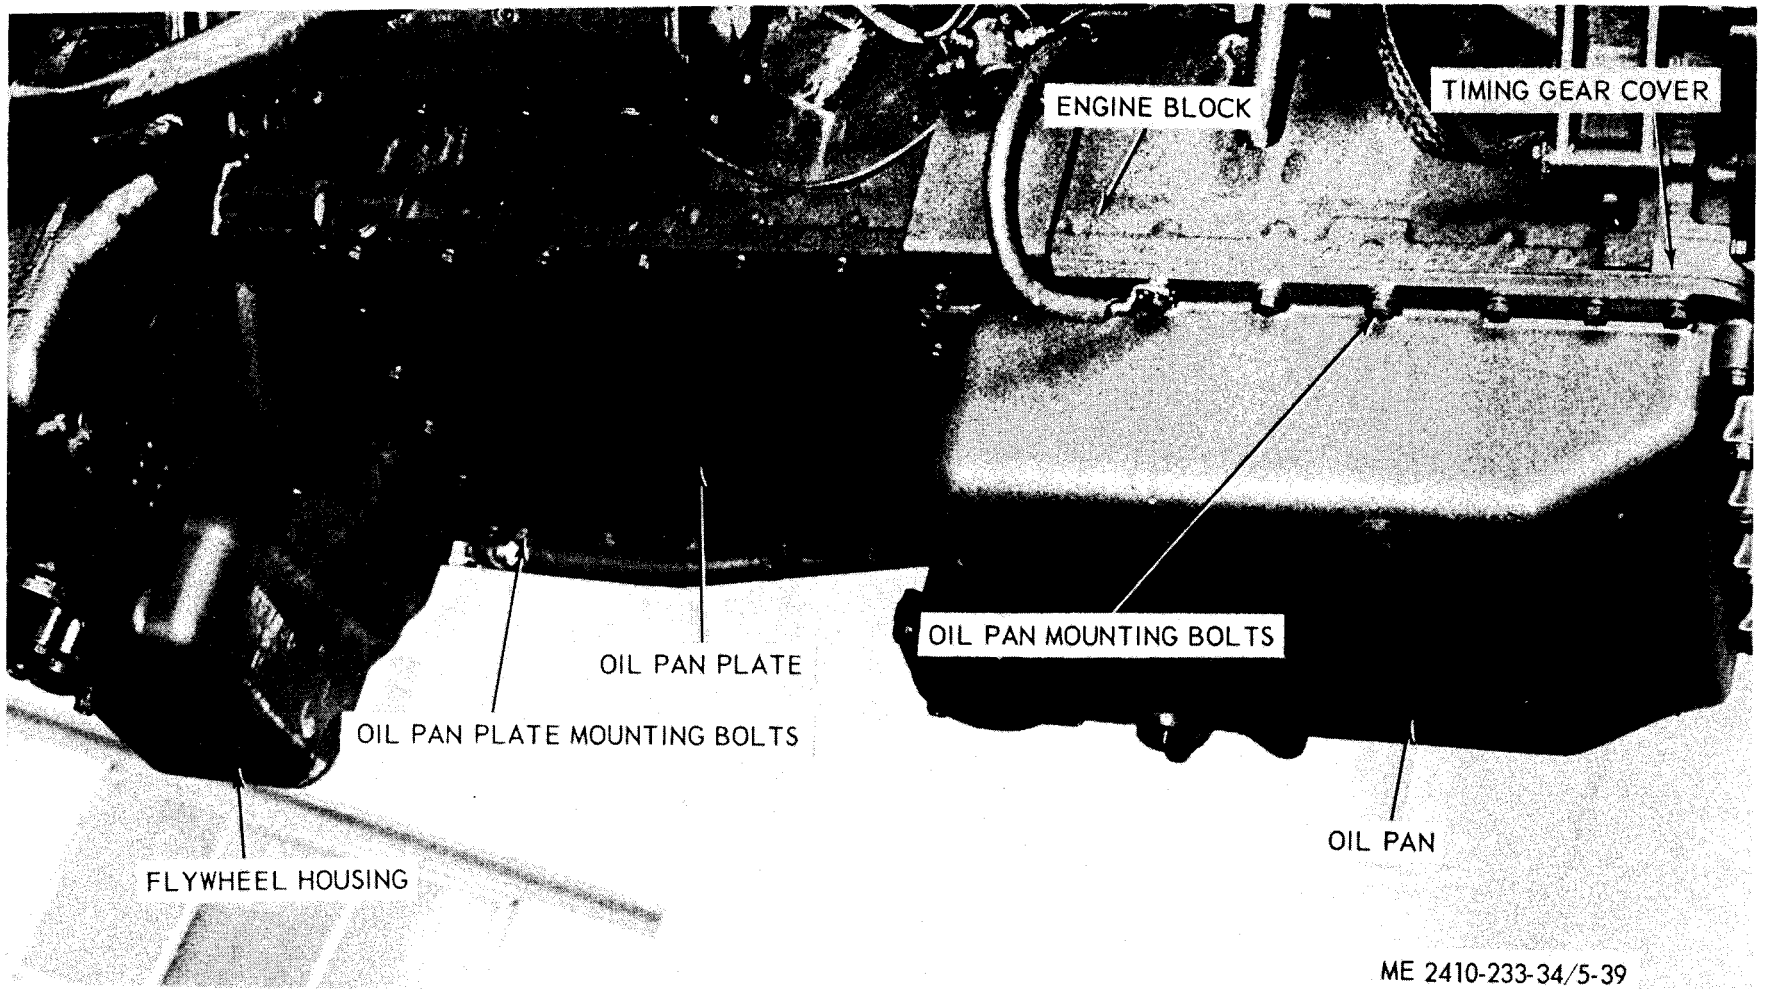 TIMING GEAR COVER
ENGINE BLOCK
OIL PAN MOUNTING BOLTS
OIL PAN PLATE
OIL PAN PLATE MOUNTING BOLTS
OIL PAN
FLYWHEEL HOUSING
ME 2410-233-34/5-39